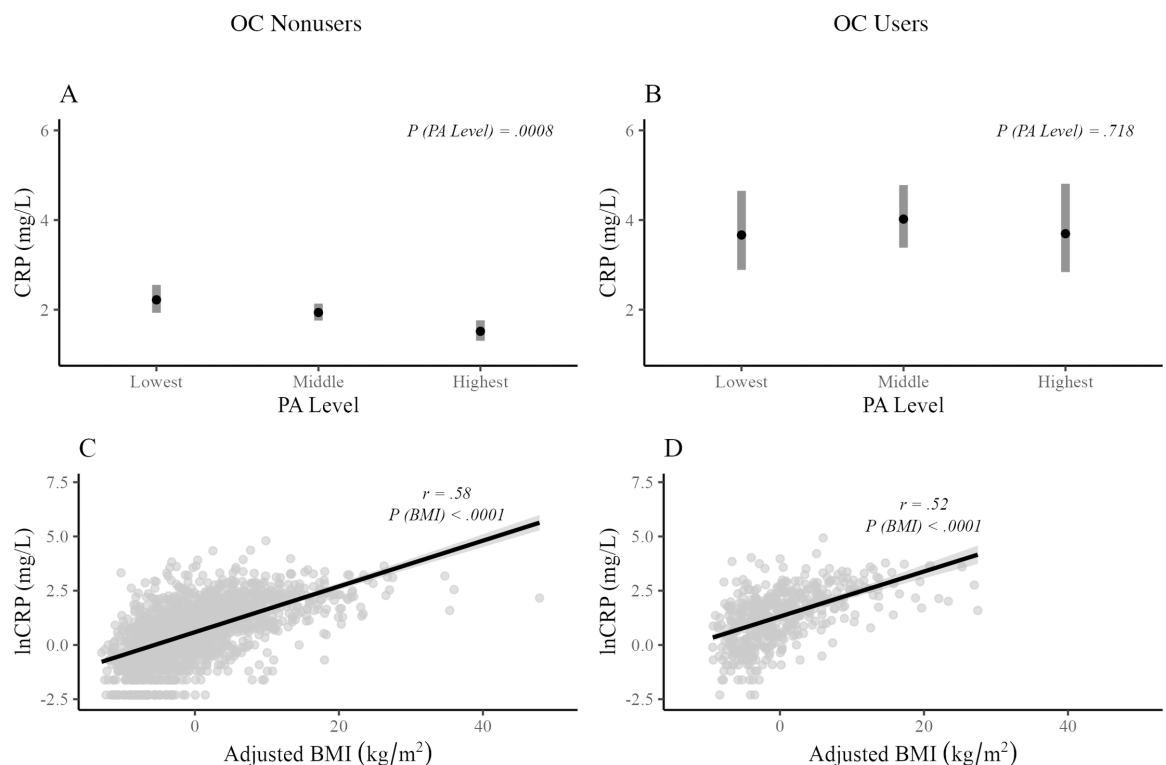 OC Nonusers
OC Users
A
P (PA Level) = .0008
6
4
2
CRP (mg/L)
Lowest
Middle
Highest
PA Level
B
P (PA Level) = .718
6
4
2
CRP (mg/L)
Lowest
Middle
Highest
PA Level
C
r = .58
P (BMI) < .0001
7.5
5.0
2.5
0.0
-2.5
lnCRP (mg/L)
0
20
40
Adjusted BMI (kg/m²)
D
r = .52
P (BMI) < .0001
7.5
5.0
2.5
0.0
-2.5
lnCRP (mg/L)
0
20
40
Adjusted BMI (kg/m²)